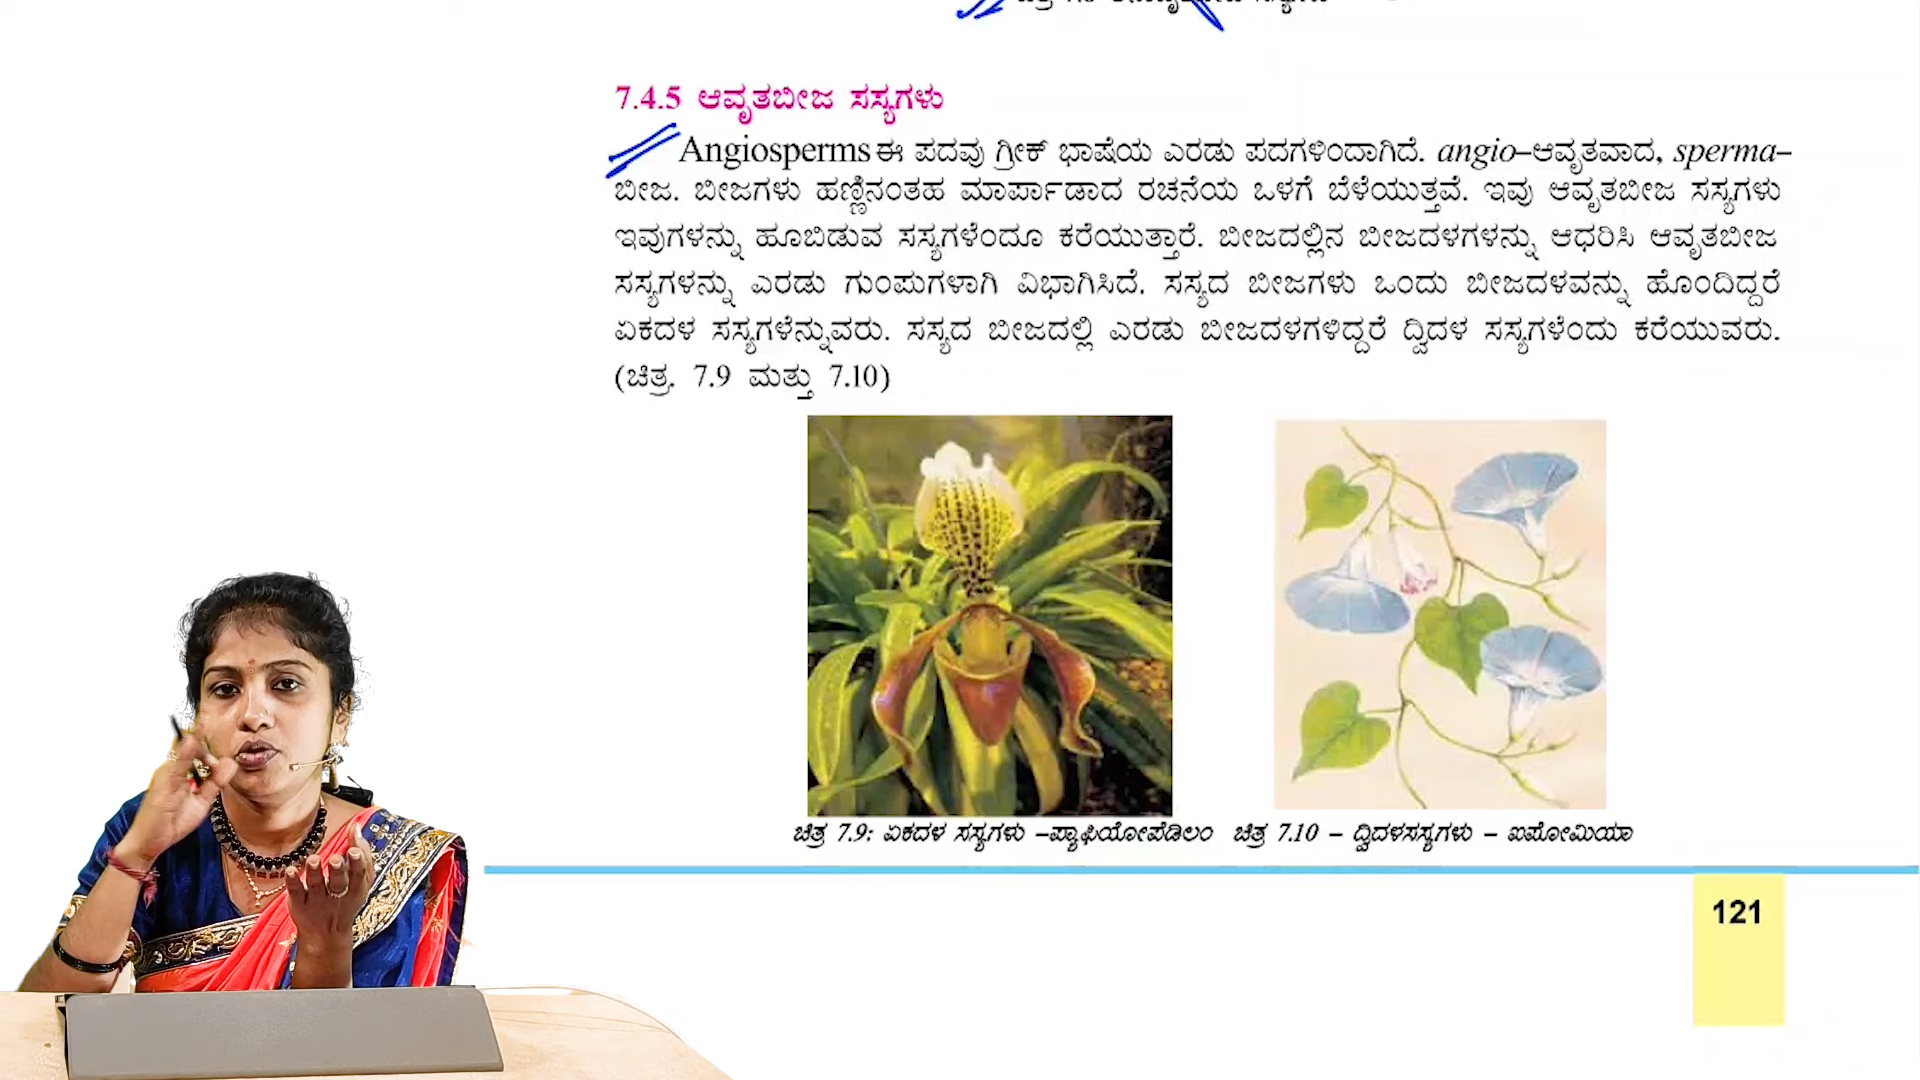 7.4.5 ಆವೃತಬೀಜ ಸಸ್ಯಗಳು
Angiosperms ಈ ಪದವು ಗ್ರೀಕ್ ಭಾಷೆಯ ಎರಡು ಪದಗಳಿಂದಾಗಿದೆ. angio–ಆವೃತವಾದ, sperma–
ಬೀಜ. ಬೀಜಗಳು ಹಣ್ಣಿನಂತಹ ಮಾರ್ಪಾಡಾದ ರಚನೆಯ ಒಳಗೆ ಬೆಳೆಯುತ್ತವೆ. ಇವು ಆವೃತಬೀಜ ಸಸ್ಯಗಳು
ಇವುಗಳನ್ನು ಹೂಬಿಡುವ ಸಸ್ಯಗಳೆಂದೂ ಕರೆಯುತ್ತಾರೆ. ಬೀಜದಲ್ಲಿನ ಬೀಜದಳಗಳನ್ನು ಆಧರಿಸಿ ಆವೃತಬೀಜ
ಸಸ್ಯಗಳನ್ನು ಎರಡು ಗುಂಪುಗಳಾಗಿ ವಿಭಾಗಿಸಿದೆ. ಸಸ್ಯದ ಬೀಜಗಳು ಒಂದು ಬೀಜದಳವನ್ನು ಹೊಂದಿದ್ದರೆ
ಏಕದಳ ಸಸ್ಯಗಳೆನ್ನುವರು. ಸಸ್ಯದ ಬೀಜದಲ್ಲಿ ಎರಡು ಬೀಜದಳಗಳಿದ್ದರೆ ದ್ವಿದಳ ಸಸ್ಯಗಳೆಂದು ಕರೆಯುವರು.
(ಚಿತ್ರ. 7.9 ಮತ್ತು 7.10)
ಚಿತ್ರ 7.9: ಏಕದಳ ಸಸ್ಯಗಳು –ಪ್ಯಾಫಿಯೋಪೆಡಿಲಂ ಚಿತ್ರ 7.10 – ದ್ವಿದಳಸಸ್ಯಗಳು – ಐಪೋಮಿಯಾ
121